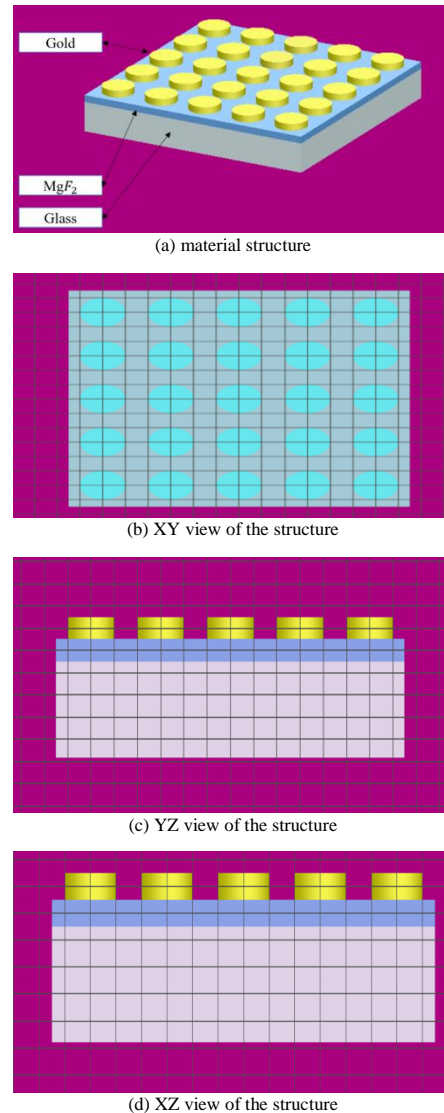 Gold
MgF₂
Glass
(a) material structure
(b) XY view of the structure
(c) YZ view of the structure
(d) XZ view of the structure